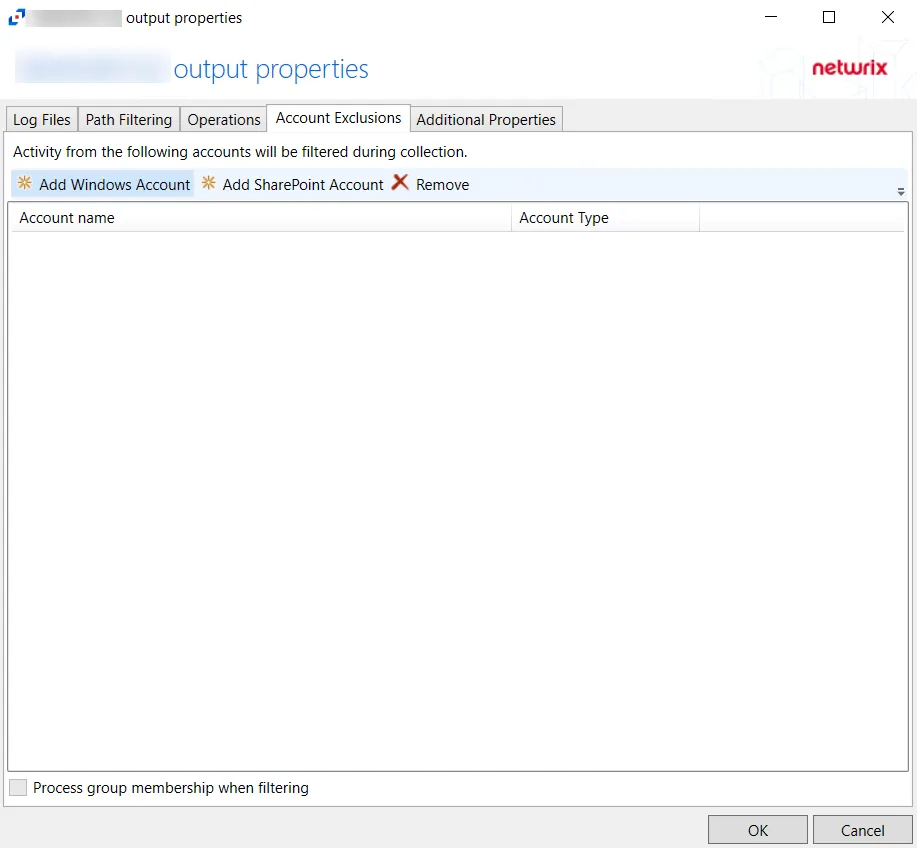 output properties
output properties
netwrix
Log Files Path Filtering Operations Account Exclusions Additional Properties
Activity from the following accounts will be filtered during collection.
Add Windows Account Add SharePoint Account Remove
Account name Account Type
Process group membership when filtering
OK Cancel